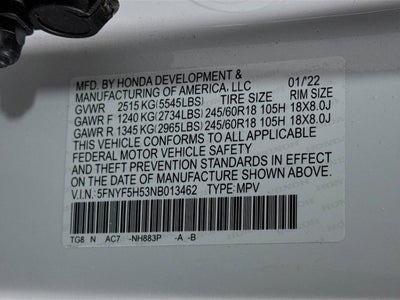 MFD. BY HONDA DEVELOPMENT &
MANUFACTURING OF AMERICA, LLC 01/'22
GVWR 2515 KG(5545LBS) TIRE SIZE RIM SIZE
GAWR F 1240 KG(2734LBS) 245/60R18 105H 18X8.0J
GAWR R 1345 KG(2965LBS) 245/60R18 105H 18X8.0J
THIS VEHICLE CONFORMS TO ALL APPLICABLE
FEDERAL MOTOR VEHICLE SAFETY
AND THEFT PREVENTION STANDARDS IN EFFECT
ON THE DATE OF MANUFACTURE SHOWN ABOVE.
V.I.N.: 5FNYF5H53NB013462 TYPE:MPV
TG8 N AC7 -NH883P -A -B